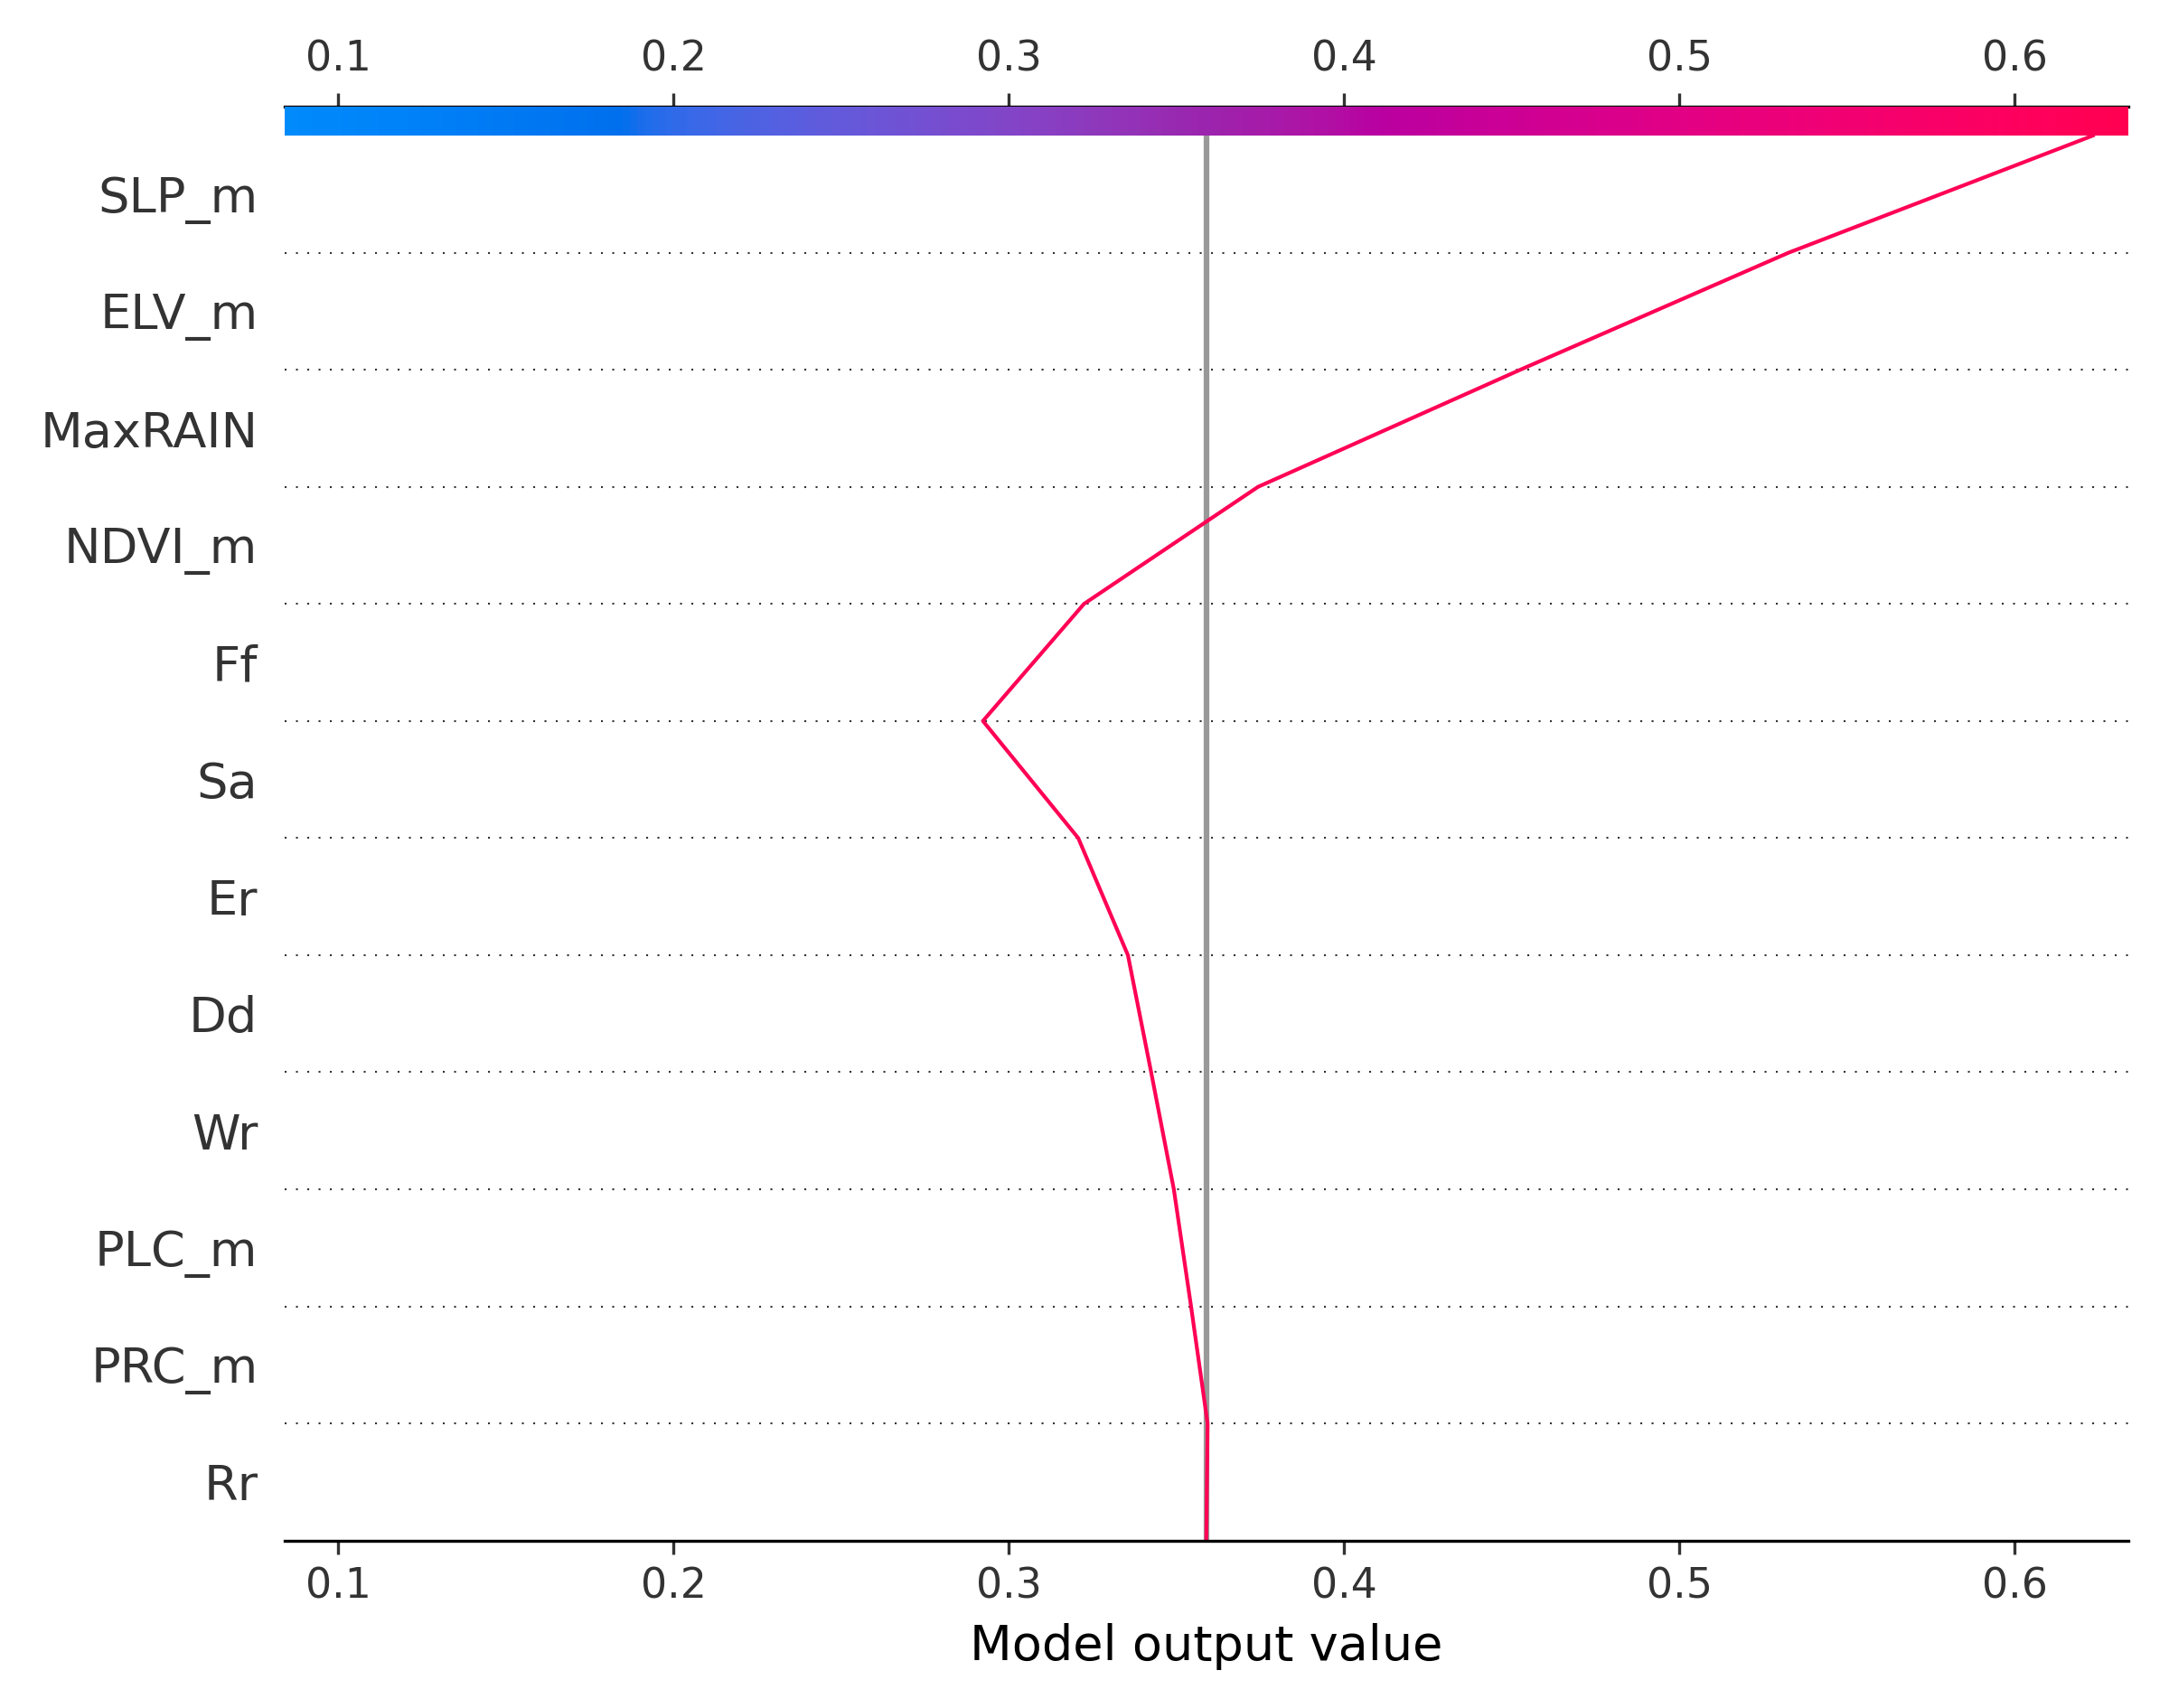 0.1 0.2 0.3 0.4 0.5 0.6
SLP_m
ELV_m
MaxRAIN
NDVI_m
Ff
Sa
Er
Dd
Wr
PLC_m
PRC_m
Rr
0.1 0.2 0.3 0.4 0.5 0.6
Model output value